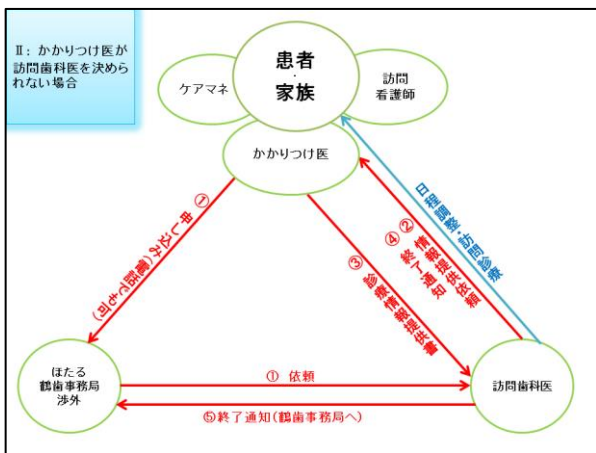 Ⅱ: かかりつけ医が
訪問歯科医を決めら
れない場合
患者
・
家族
ケアマネ
訪問
看護師
かかりつけ医
① 申し込み(電話でも可)
③ 診療情報提供書
②情報提供依頼
④終了通知
日程調整・訪問診療
ほたる
鶴歯事務局
渉外
① 依頼
訪問歯科医
⑤終了通知(鶴歯事務局へ)